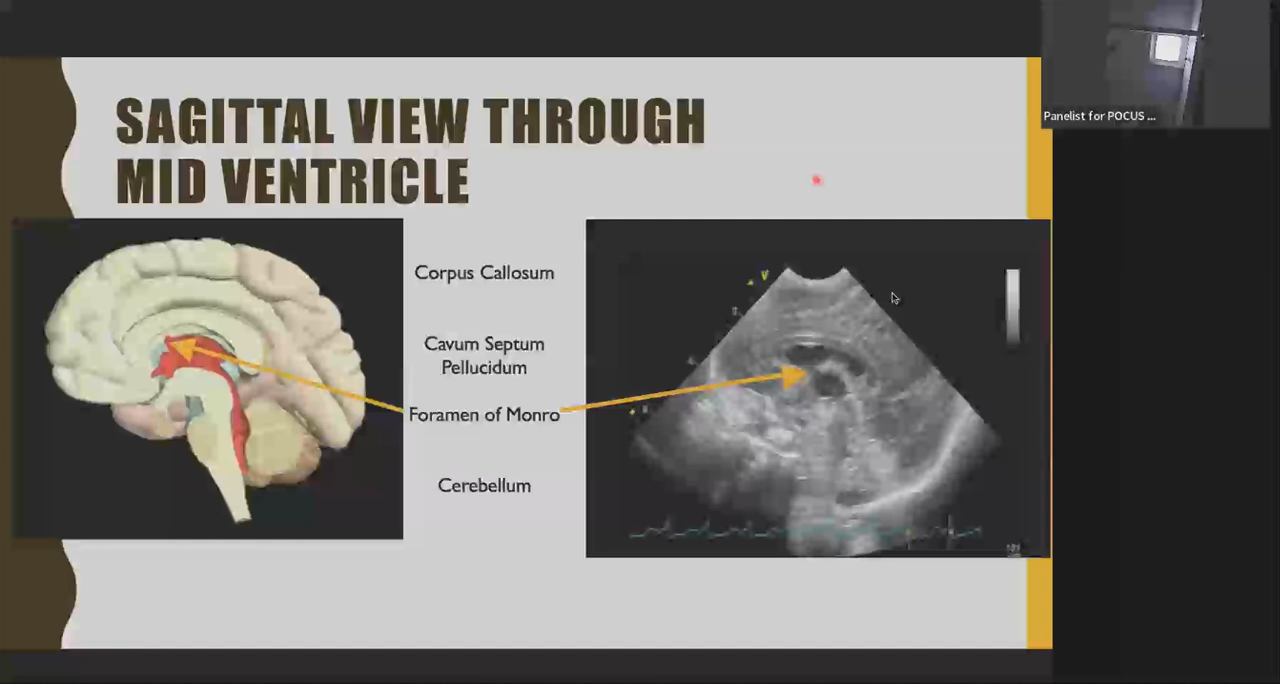 SAGITTAL VIEW THROUGH
MID VENTRICLE
Panelist for POCUS ...
Corpus Callosum
Cavum Septum
Pellucidum
Foramen of Monro
Cerebellum
V